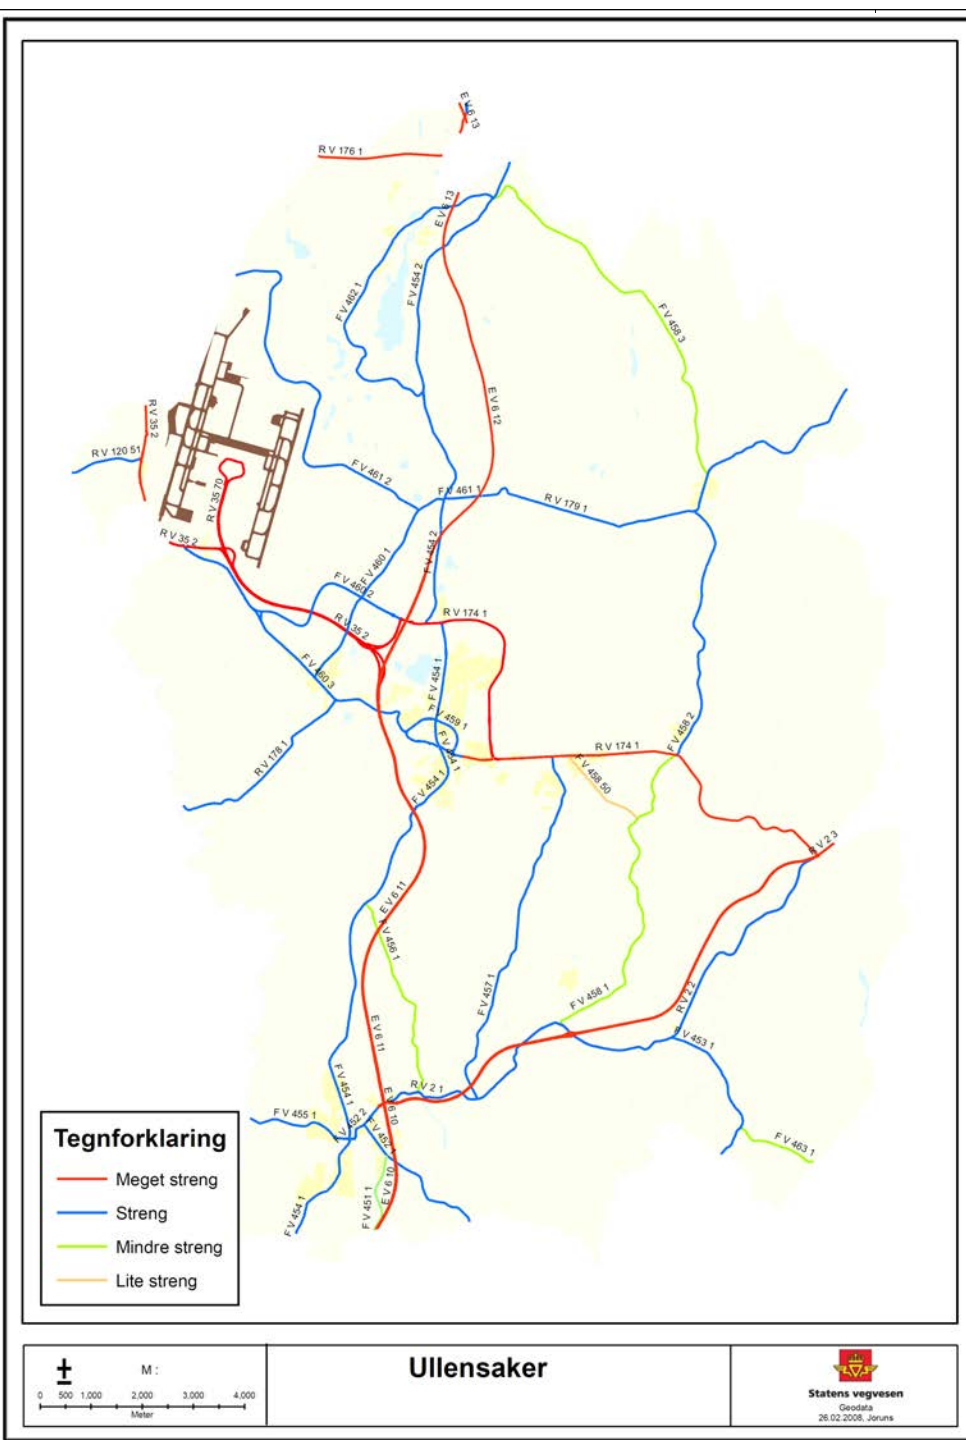 E V 6 13
R V 176 1
E V 6 13
F V 462 1
F V 454 2
F V 458 3
E V 6 12
R V 35 2
R V 120 51
F V 461 2
F V 461 1
R V 179 1
R V 35 70
R V 35 2
F V 454 2
F V 460 1
F V 460 2
R V 174 1
R V 35 2
F V 460 3
F V 454 1
F V 459 1
F V 454 1
R V 178 1
F V 458 2
R V 174 1
F V 458 50
F V 454 1
R V 2 3
E V 6 11
F V 456 1
F V 457 1
F V 458 1
R V 2 2
E V 6 11
F V 453 1
F V 454 1
R V 2 1
E V 6 10
F V 455 1
F V 452 2
F V 452 1
F V 463 1
E V 6 10
F V 451 1
F V 454 1
Tegnforklaring
Meget streng
Streng
Mindre streng
Lite streng
M :
0 500 1,000 2,000 3,000 4,000
Meter
Ullensaker
Statens vegvesen
Geodata
26.02.2008, Joruns